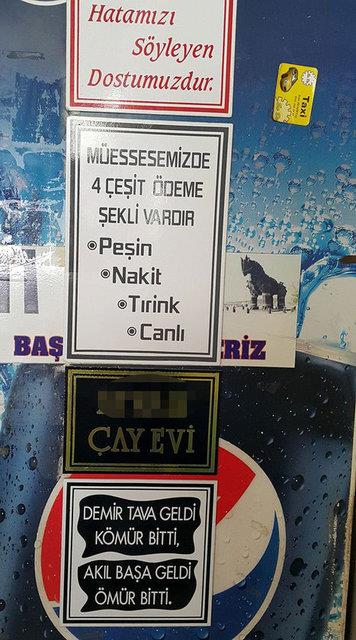 Hatamızı
Söyleyen
Dostumuzdur.
Taxi
MÜESSESEMİZDE
4 ÇEŞİT ÖDEME
ŞEKLİ VARDIR
Peşin
Nakit
Tırink
Canlı
BAŞ
RİZ
ÇAY EVİ
DEMİR TAVA GELDİ
KÖMÜR BİTTİ,
AKIL BAŞA GELDİ
ÖMÜR BİTTİ.